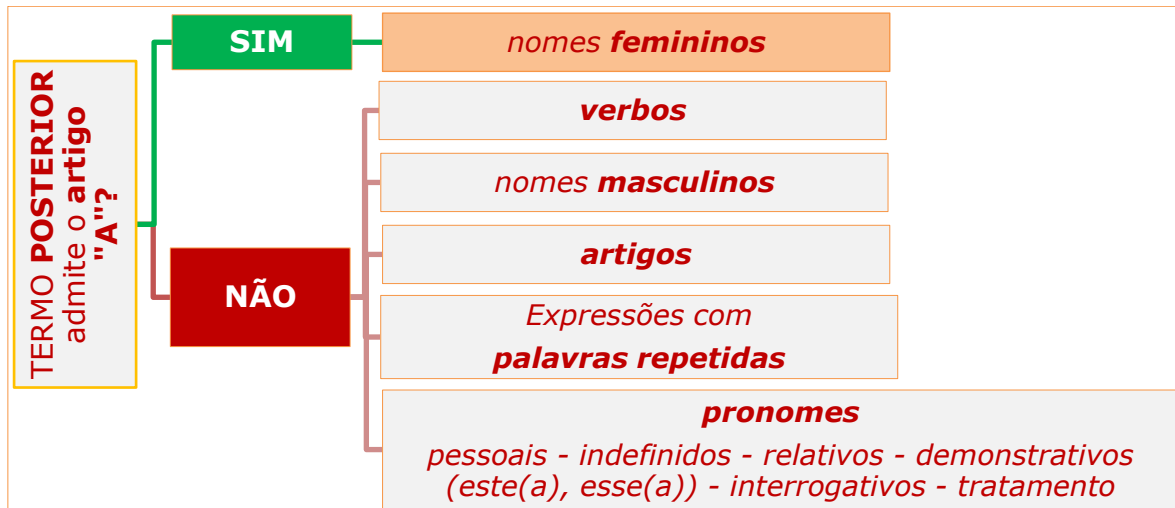 TERMO POSTERIOR
admite o artigo
"A"?
SIM
nomes femininos
NÃO
verbos
nomes masculinos
artigos
Expressões com
palavras repetidas
pronomes
pessoais - indefinidos - relativos - demonstrativos
(este(a), esse(a)) - interrogativos - tratamento